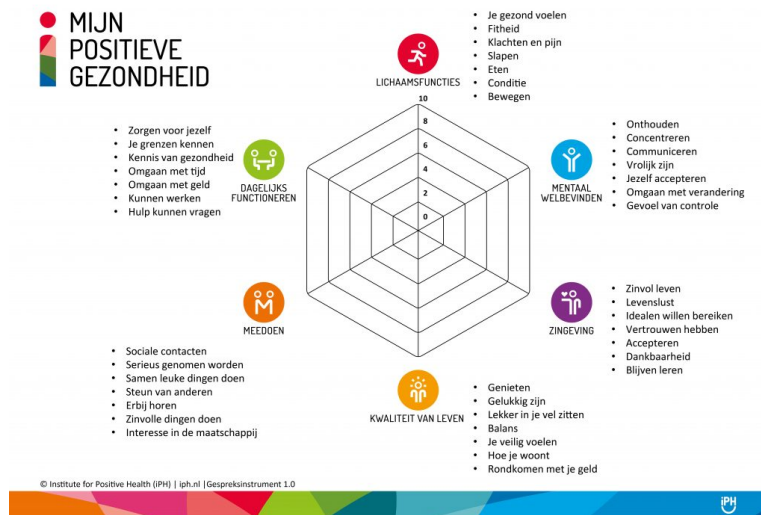 MIJN
POSITIEVE
GEZONDHEID
LICHAAMSFUNCTIES
• Je gezond voelen
• Fitheid
• Klachten en pijn
• Slapen
• Eten
• Conditie
• Bewegen
10
8
6
4
2
0
MENTAAL
WELBEVINDEN
• Onthouden
• Concentreren
• Communiceren
• Vrolijk zijn
• Jezelf accepteren
• Omgaan met verandering
• Gevoel van controle
ZINGEVING
• Zinvol leven
• Levenslust
• Idealen willen bereiken
• Vertrouwen hebben
• Accepteren
• Dankbaarheid
• Blijven leren
KWALITEIT VAN LEVEN
• Genieten
• Gelukkig zijn
• Lekker in je vel zitten
• Balans
• Je veilig voelen
• Hoe je woont
• Rondkomen met je geld
MEEDOEN
• Sociale contacten
• Serieus genomen worden
• Samen leuke dingen doen
• Steun van anderen
• Erbij horen
• Zinvolle dingen doen
• Interesse in de maatschappij
DAGELIJKS
FUNCTIONEREN
• Zorgen voor jezelf
• Je grenzen kennen
• Kennis van gezondheid
• Omgaan met tijd
• Omgaan met geld
• Kunnen werken
• Hulp kunnen vragen
© Institute for Positive Health (iPH) | iph.nl |Gespreksinstrument 1.0
iPH